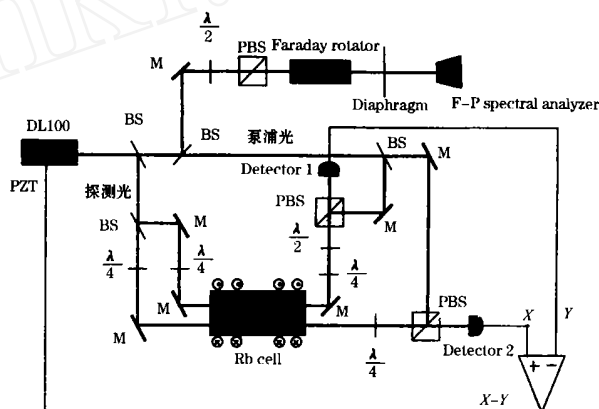 λ/2
PBS
Faraday rotator
M
Diaphragm
F-P spectral analyzer
DL100
BS
BS
泵浦光
BS
M
Detector 1
PZT
探测光
PBS
M
BS
M
λ/2
λ/4
λ/4
λ/4
M
M
M
PBS
X
Y
Rb cell
λ/4
Detector 2
+ −
X-Y